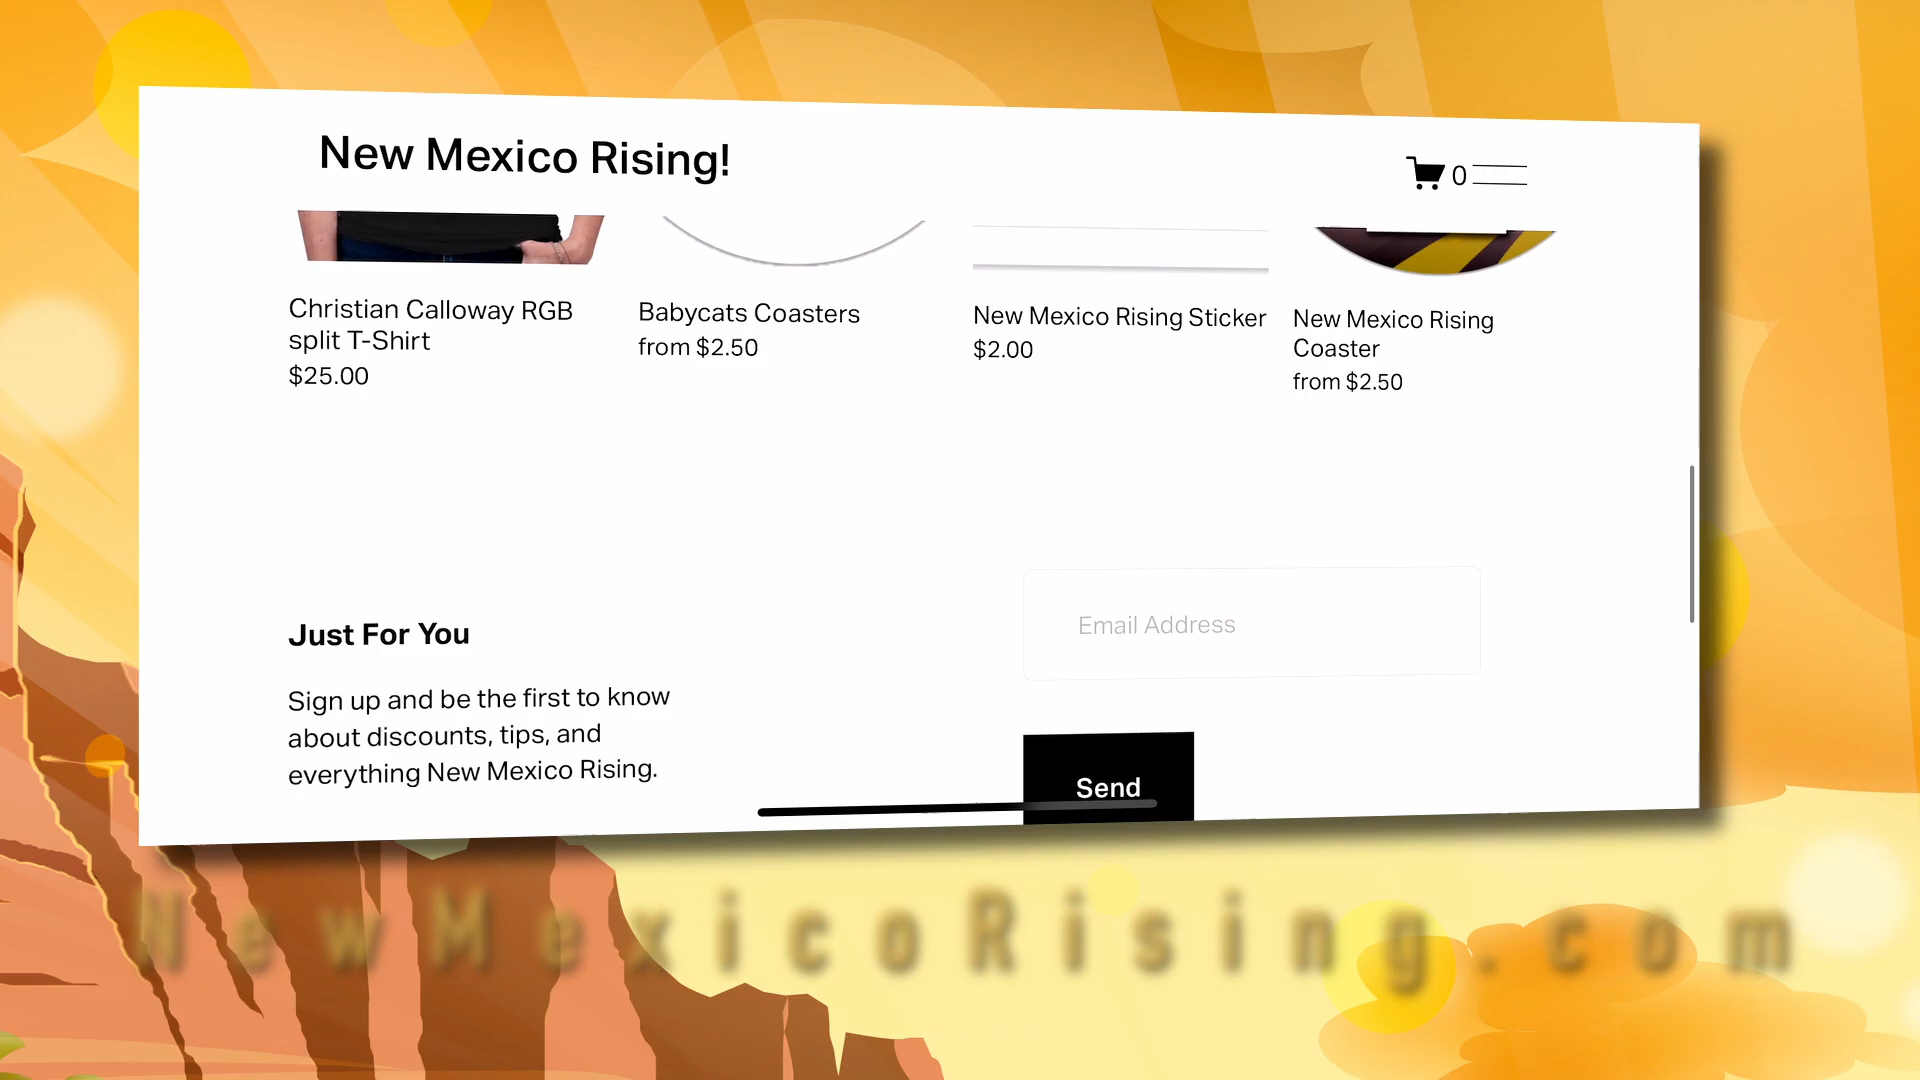 New Mexico Rising!
0
Christian Calloway RGB
split T-Shirt
$25.00
Babycats Coasters
from $2.50
New Mexico Rising Sticker
$2.00
New Mexico Rising
Coaster
from $2.50
Just For You
Sign up and be the first to know
about discounts, tips, and
everything New Mexico Rising.
Email Address
Send
NewMexicoRising.com